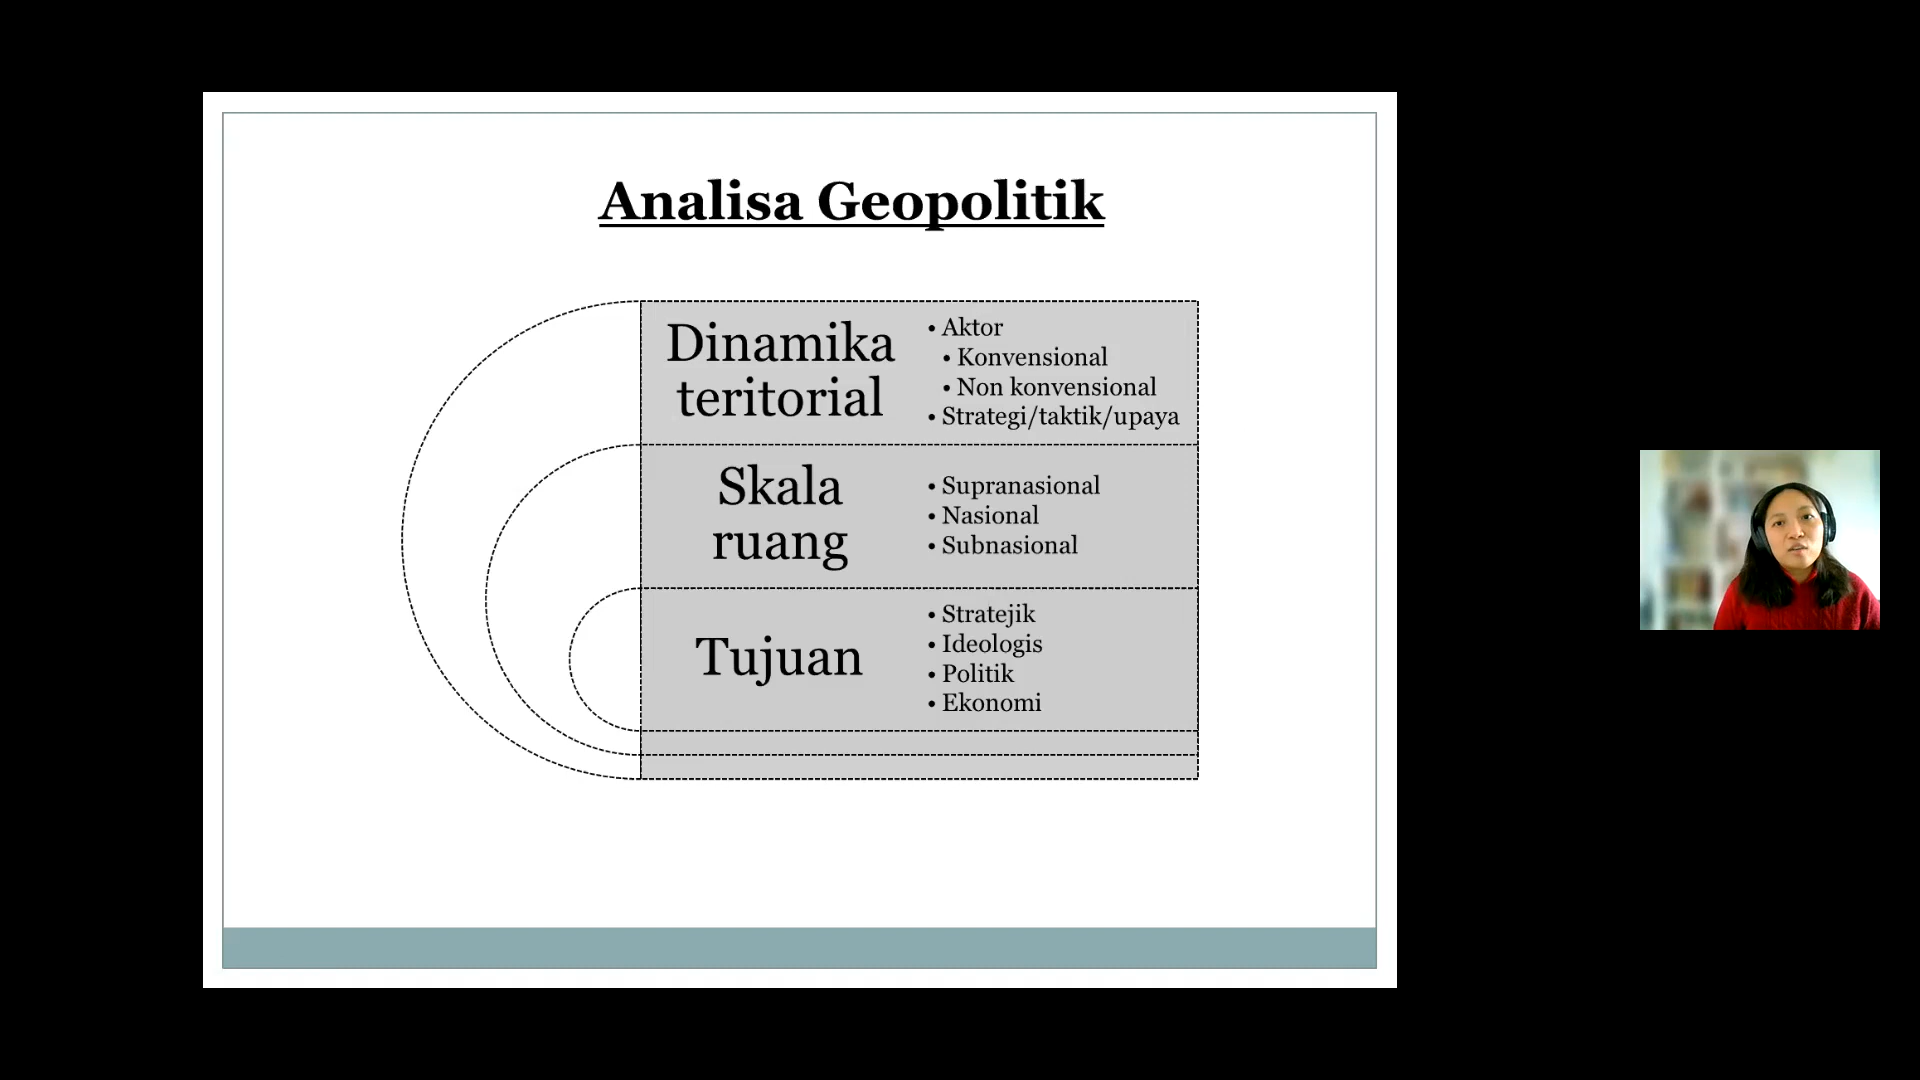 Analisa Geopolitik
Dinamika
teritorial
• Aktor
• Konvensional
• Non konvensional
• Strategi/taktik/upaya
Skala
ruang
• Supranasional
• Nasional
• Subnasional
Tujuan
• Stratejik
• Ideologis
• Politik
• Ekonomi